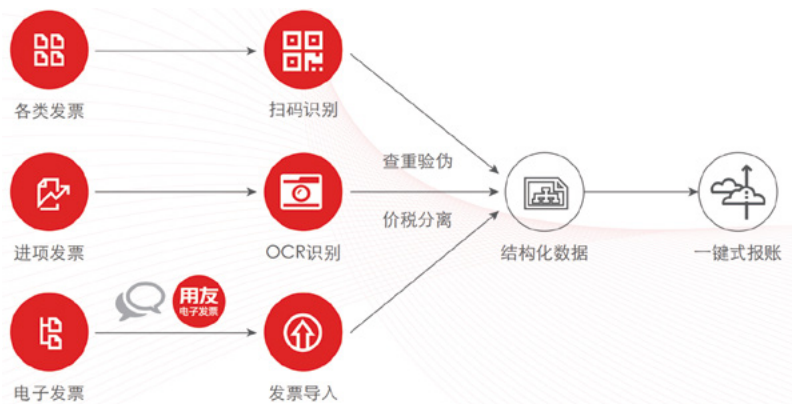 各类发票
扫码识别
查重验伪
进项发票
OCR识别
价税分离
结构化数据
一键式报账
用友
电子发票
电子发票
发票导入